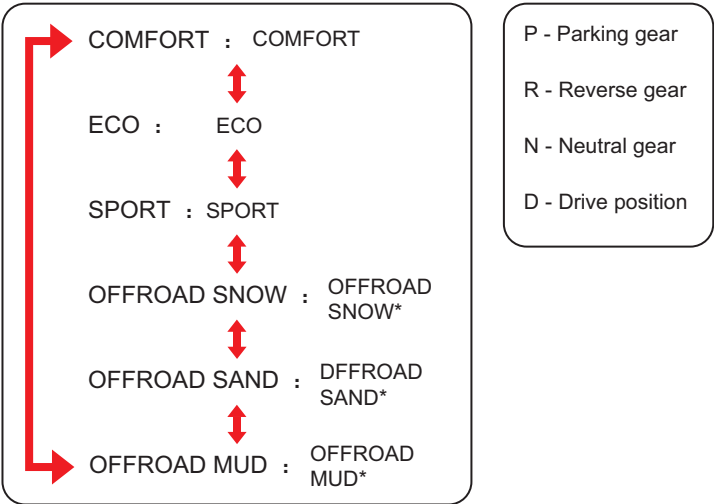 COMFORT : COMFORT
ECO : ECO
SPORT : SPORT
OFFROAD SNOW : OFFROAD
SNOW*
OFFROAD SAND : DFFROAD
SAND*
OFFROAD MUD : OFFROAD
MUD*
P - Parking gear
R - Reverse gear
N - Neutral gear
D - Drive position